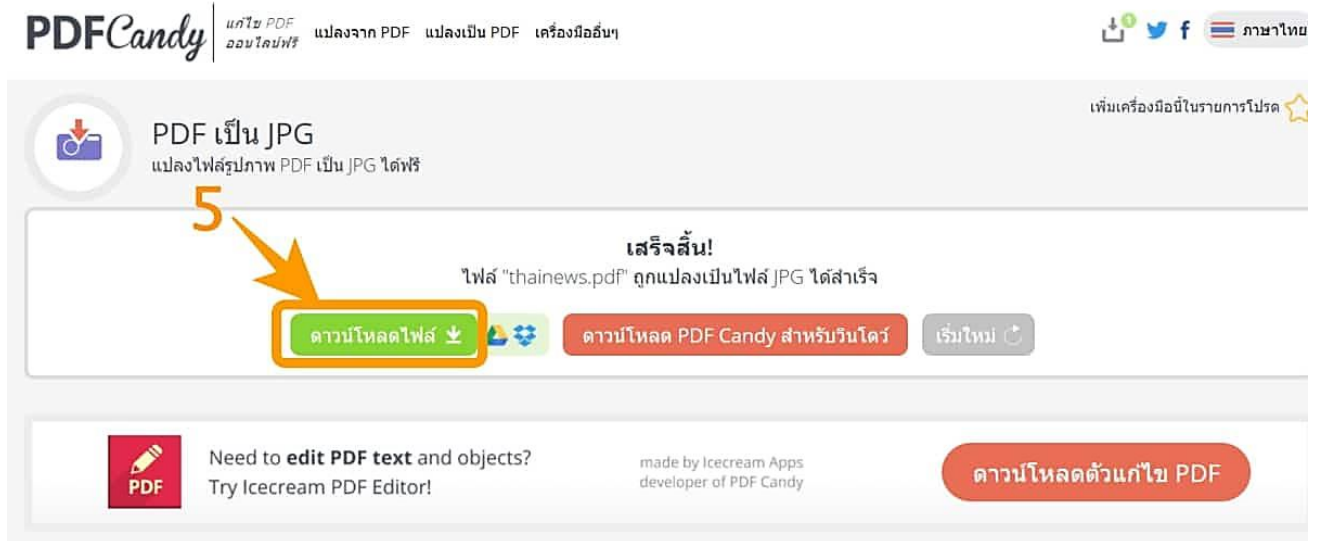 PDFCandy
แก้ไข PDF
ออนไลน์ฟรี
แปลงจาก PDF แปลงเป็น PDF เครื่องมืออื่นๆ
1
f
ภาษาไทย
เพิ่มเครื่องมือนี้ในรายการโปรด
PDF เป็น JPG
แปลงไฟล์รูปภาพ PDF เป็น JPG ได้ฟรี
5
เสร็จสิ้น!
ไฟล์ "thainews.pdf" ถูกแปลงเป็นไฟล์ JPG ได้สำเร็จ
ดาวน์โหลดไฟล์ ดาวน์โหลด PDF Candy สำหรับวินโดว์ เริ่มใหม่
PDF
Need to edit PDF text and objects?
Try Icecream PDF Editor!
made by Icecream Apps
developer of PDF Candy
ดาวน์โหลดตัวแก้ไข PDF